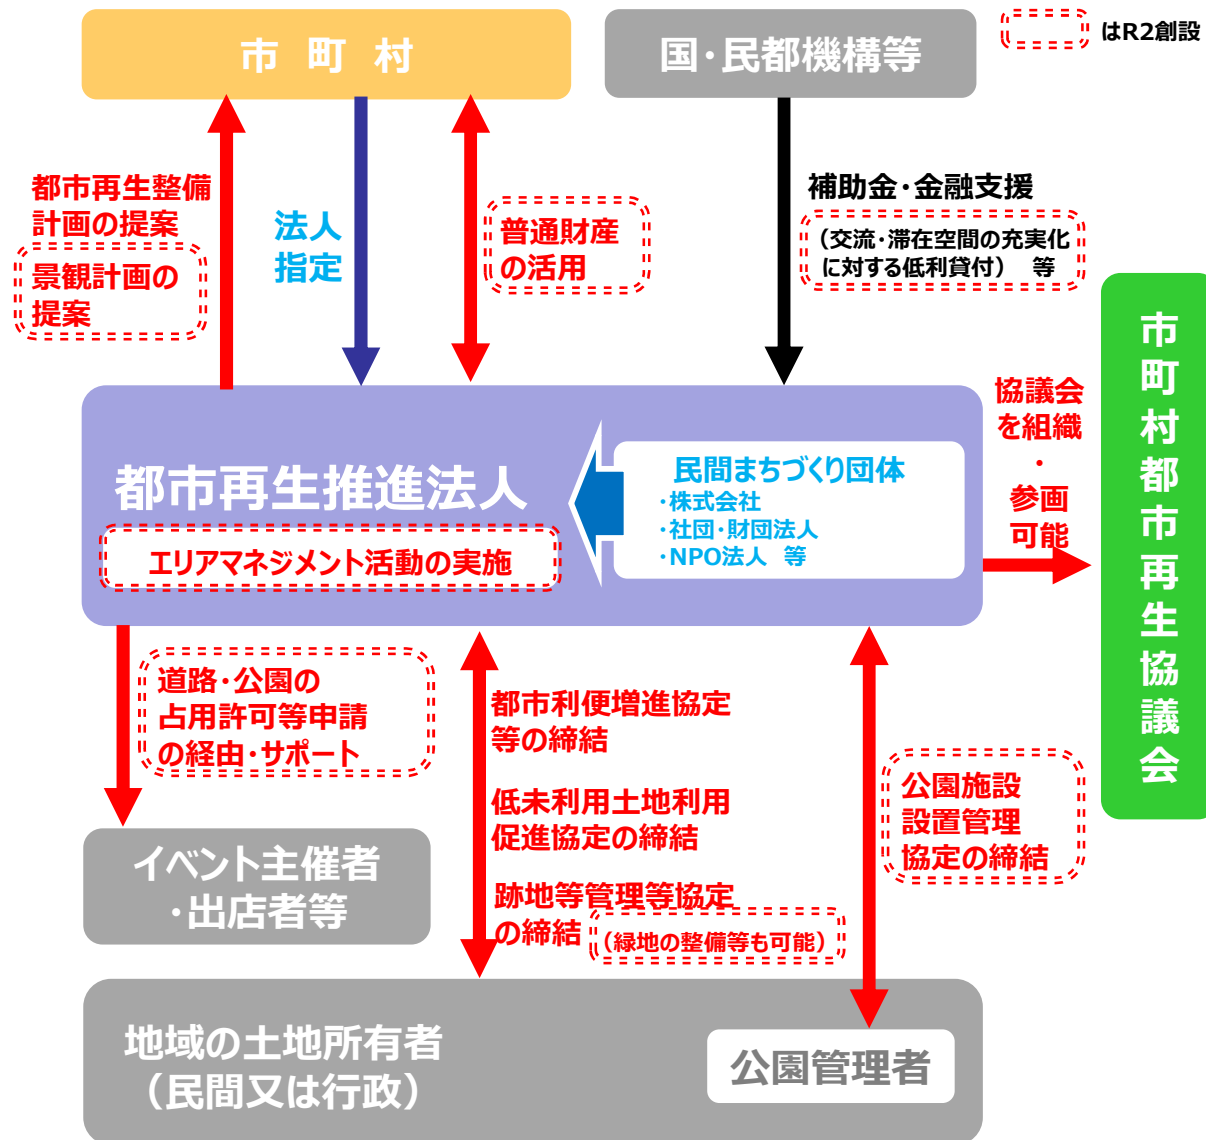 市 町 村
国・民都機構等
はR2創設
都市再生整備
計画の提案
景観計画の
提案
法人
指定
普通財産
の活用
補助金・金融支援
（交流・滞在空間の充実化
に対する低利貸付） 等
都市再生推進法人
エリアマネジメント活動の実施
民間まちづくり団体
・株式会社
・社団・財団法人
・NPO法人 等
協議会
を組織
・
参画
可能
市町村都市再生協議会
道路・公園の
占用許可等申請
の経由・サポート
都市利便増進協定
等の締結
低未利用土地利用
促進協定の締結
跡地等管理等協定
の締結
（緑地の整備等も可能）
公園施設
設置管理
協定の締結
イベント主催者
・出店者等
地域の土地所有者
（民間又は行政）
公園管理者